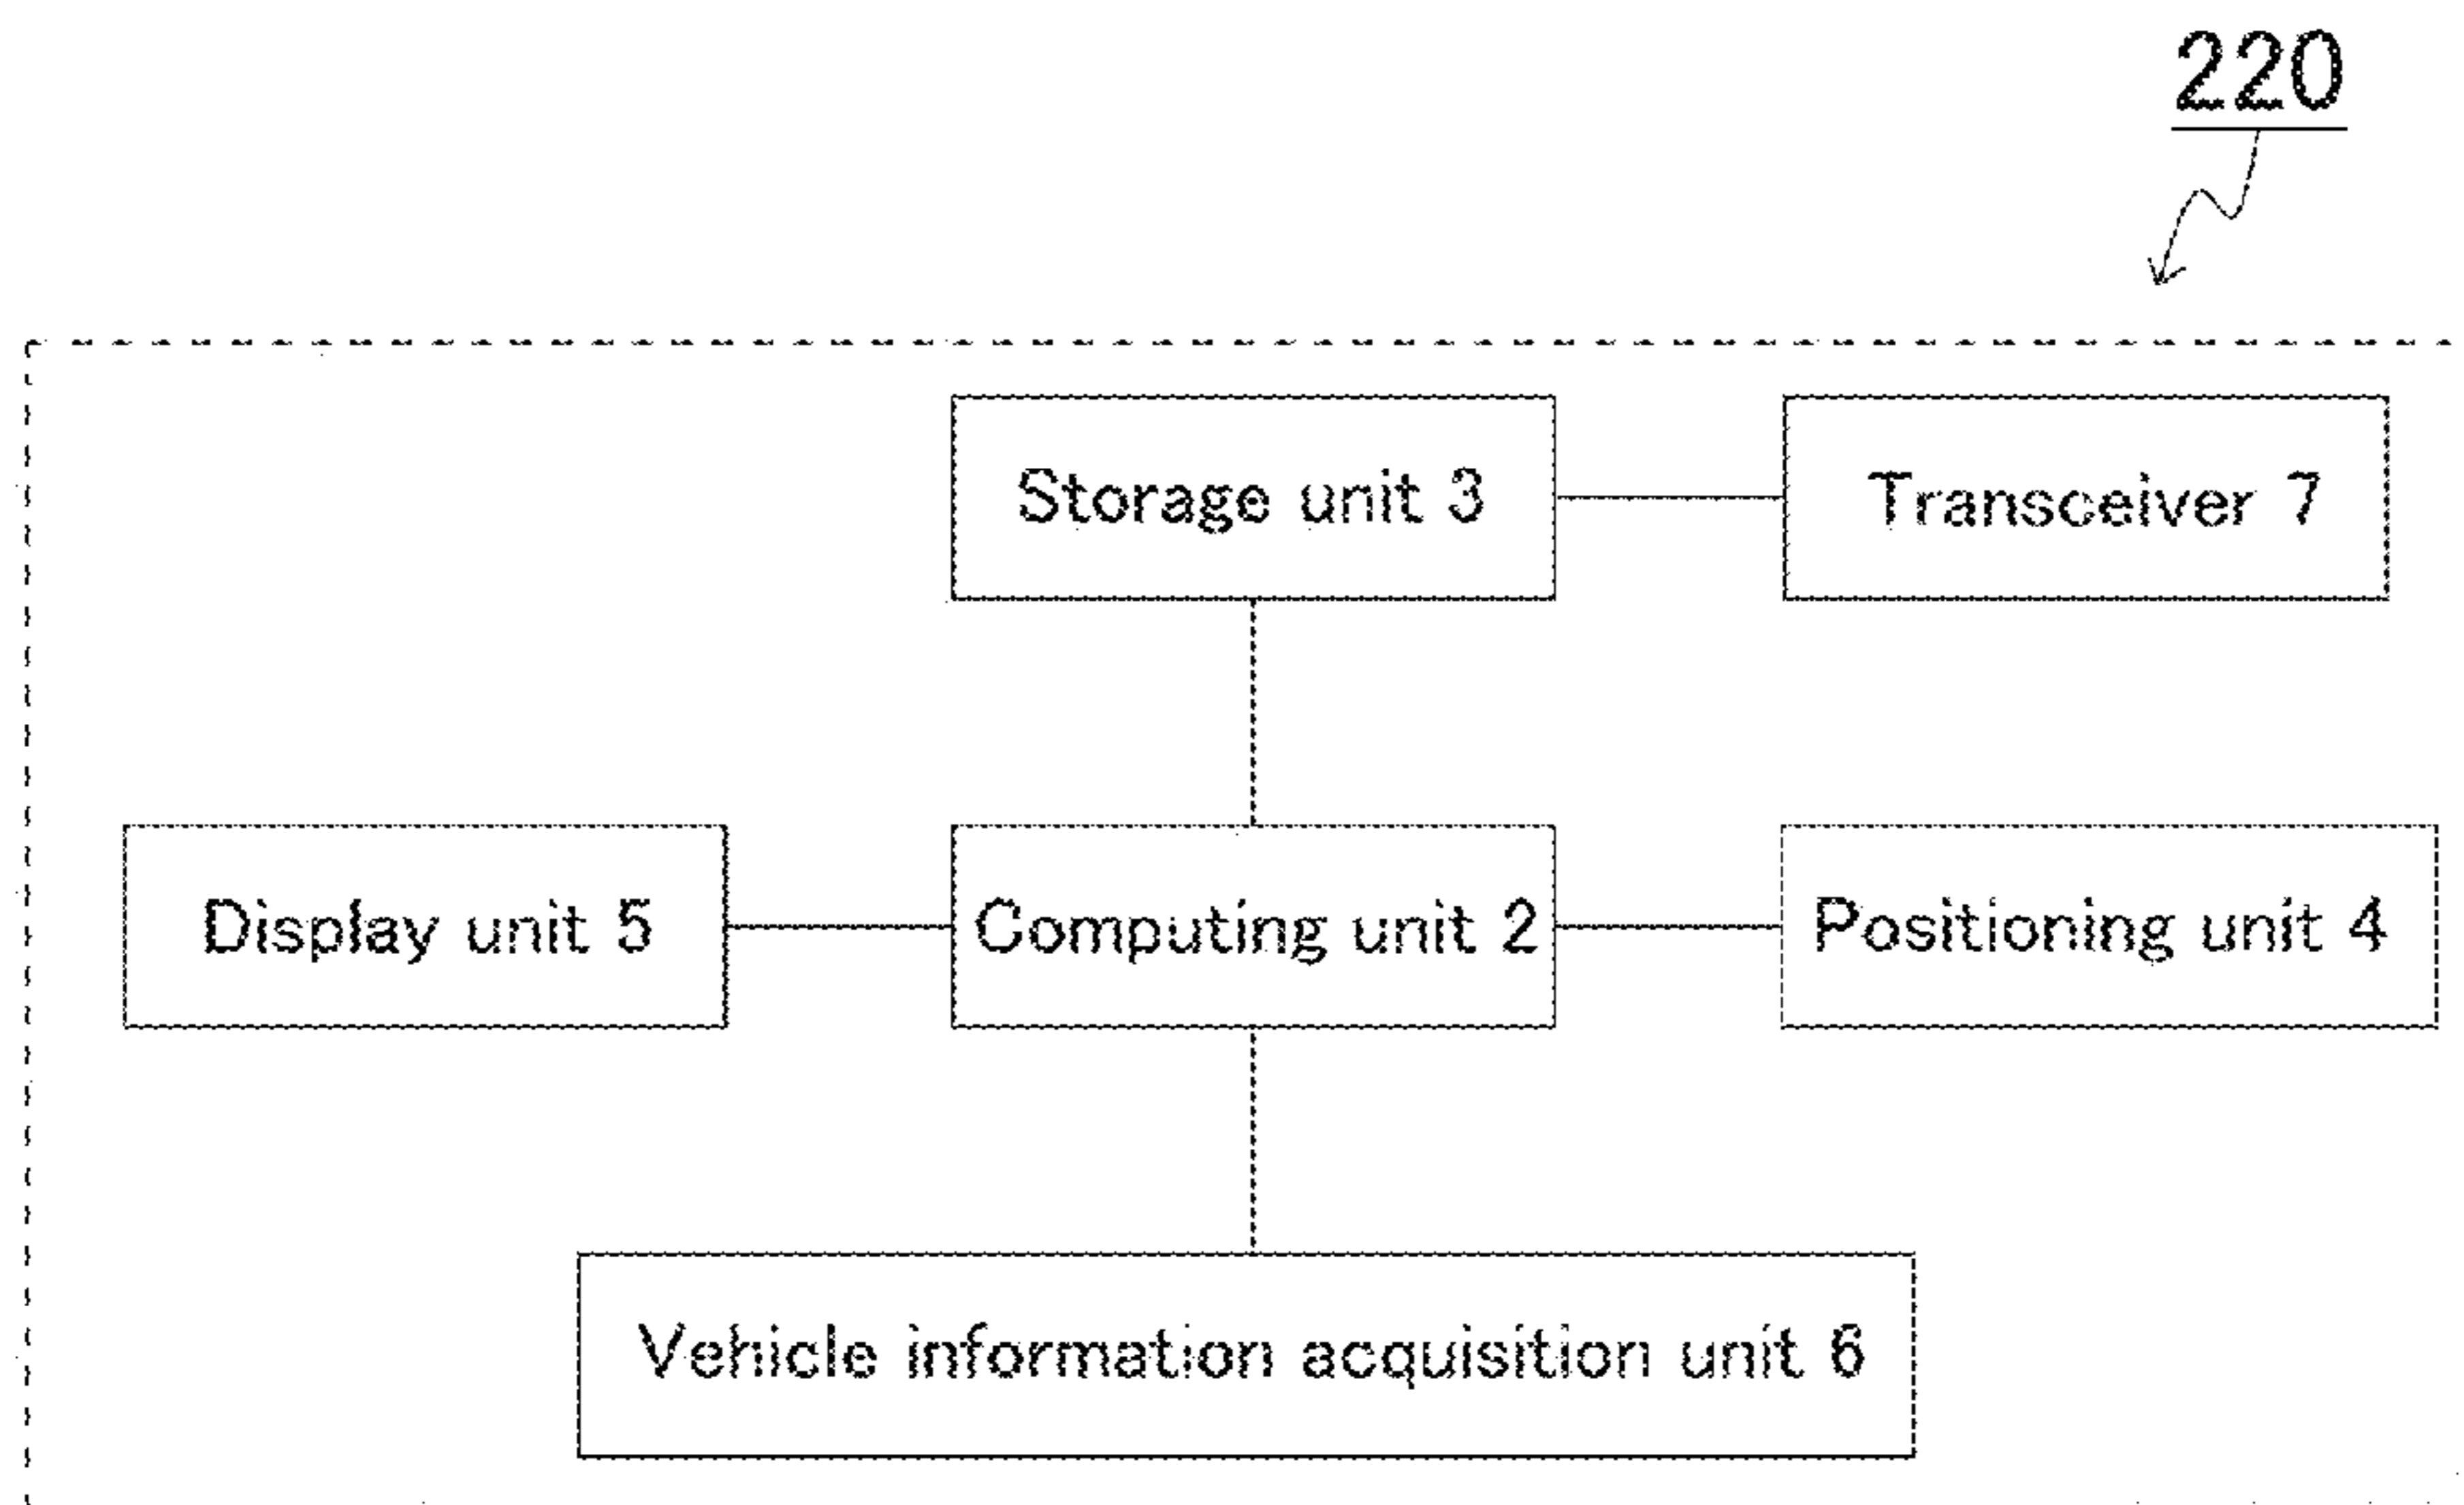 220
Storage unit 3
Transceiver 7
Display unit 5
Computing unit 2
Positioning unit 4
Vehicle information acquisition unit 6